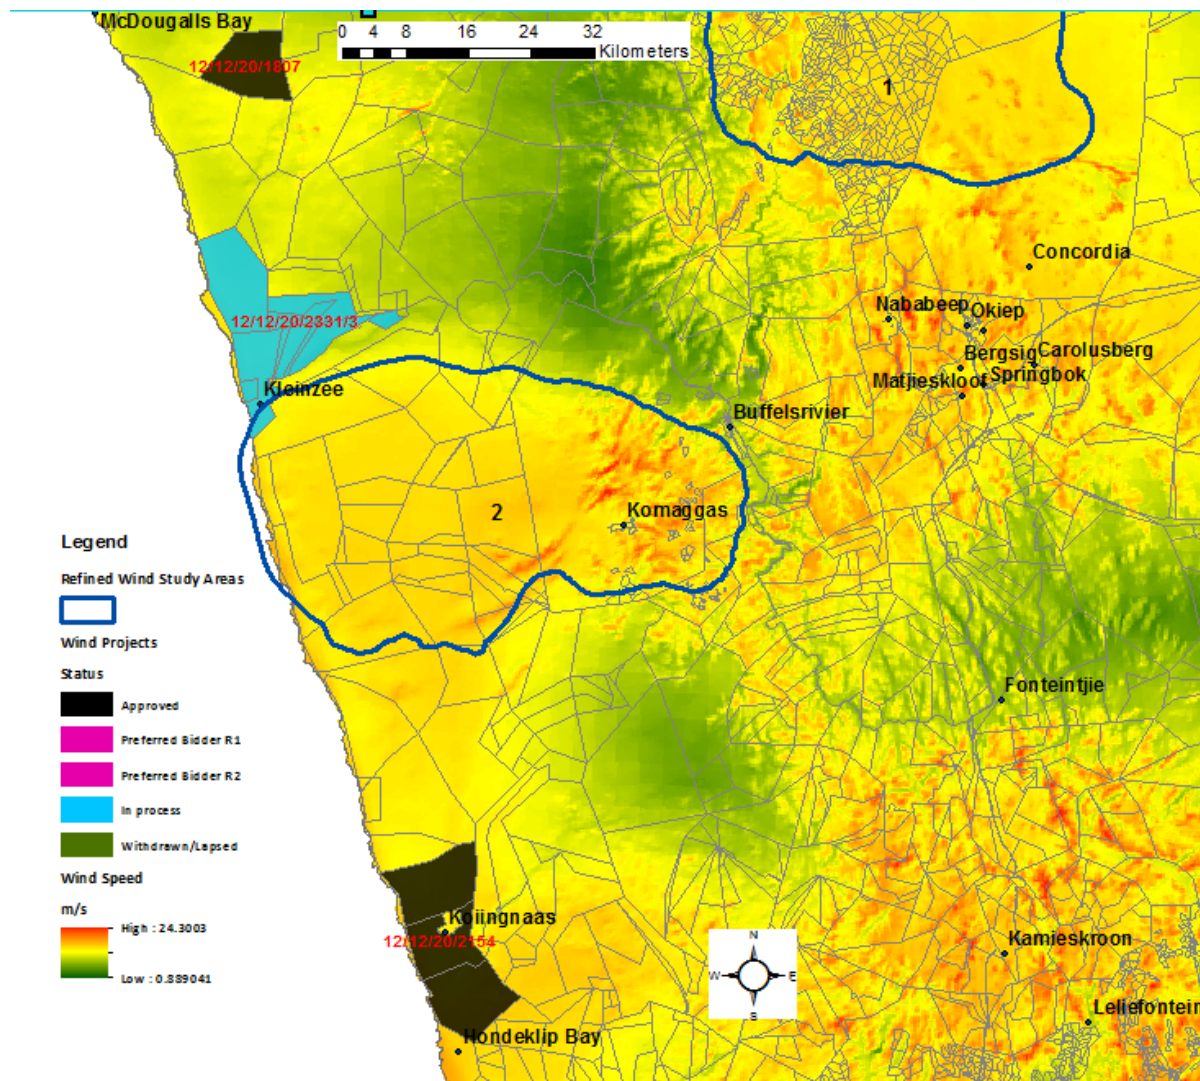 McDougalls Bay
0 4 8 16 24 32
Kilometers
12/12/20/1807
1
Concordia
Nababeep
Okiep
12/12/20/2331/3
Bergsig
Carolusberg
Matjieskloof
Springbok
Kleinzee
Buffelsrivier
2
Komaggas
Legend
Refined Wind Study Areas
Wind Projects
Status
Approved
Preferred Bidder R1
Preferred Bidder R2
In process
Withdrawn/Lapsed
Wind Speed
m/s
High : 24.3003
Low : 0.889041
Fonteintjie
Koiingnaas
12/12/20/2154
Kamieskroon
N
W
E
S
Leliefontein
Hondeklip Bay